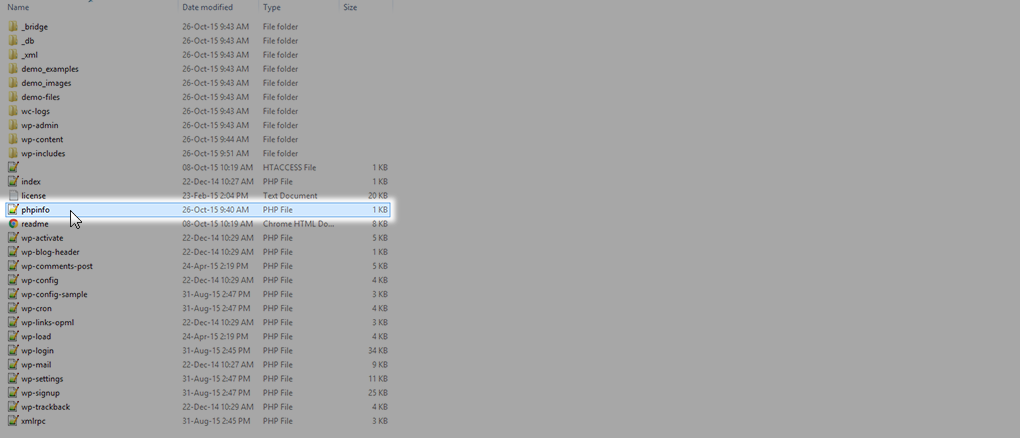 Name Date modified Type Size
_bridge 26-Oct-15 9:43 AM File folder
_db 26-Oct-15 9:43 AM File folder
_xml 26-Oct-15 9:43 AM File folder
demo_examples 26-Oct-15 9:43 AM File folder
demo_images 26-Oct-15 9:43 AM File folder
demo-files 26-Oct-15 9:43 AM File folder
wc-logs 26-Oct-15 9:43 AM File folder
wp-admin 26-Oct-15 9:43 AM File folder
wp-content 26-Oct-15 9:44 AM File folder
wp-includes 26-Oct-15 9:51 AM File folder
08-Oct-15 10:19 AM HTACCESS File 1 KB
index 22-Dec-14 10:27 AM PHP File 1 KB
license 23-Feb-15 2:04 PM Text Document 20 KB
phpinfo 26-Oct-15 9:40 AM PHP File 1 KB
readme 08-Oct-15 10:19 AM Chrome HTML Do... 8 KB
wp-activate 22-Dec-14 10:29 AM PHP File 5 KB
wp-blog-header 22-Dec-14 10:29 AM PHP File 1 KB
wp-comments-post 24-Apr-15 2:19 PM PHP File 5 KB
wp-config 22-Dec-14 10:29 AM PHP File 4 KB
wp-config-sample 31-Aug-15 2:47 PM PHP File 3 KB
wp-cron 31-Aug-15 2:47 PM PHP File 4 KB
wp-links-opml 22-Dec-14 10:29 AM PHP File 3 KB
wp-load 24-Apr-15 2:19 PM PHP File 4 KB
wp-login 31-Aug-15 2:45 PM PHP File 34 KB
wp-mail 22-Dec-14 10:27 AM PHP File 9 KB
wp-settings 31-Aug-15 2:47 PM PHP File 11 KB
wp-signup 31-Aug-15 2:47 PM PHP File 25 KB
wp-trackback 22-Dec-14 10:29 AM PHP File 4 KB
xmlrpc 31-Aug-15 2:45 PM PHP File 3 KB